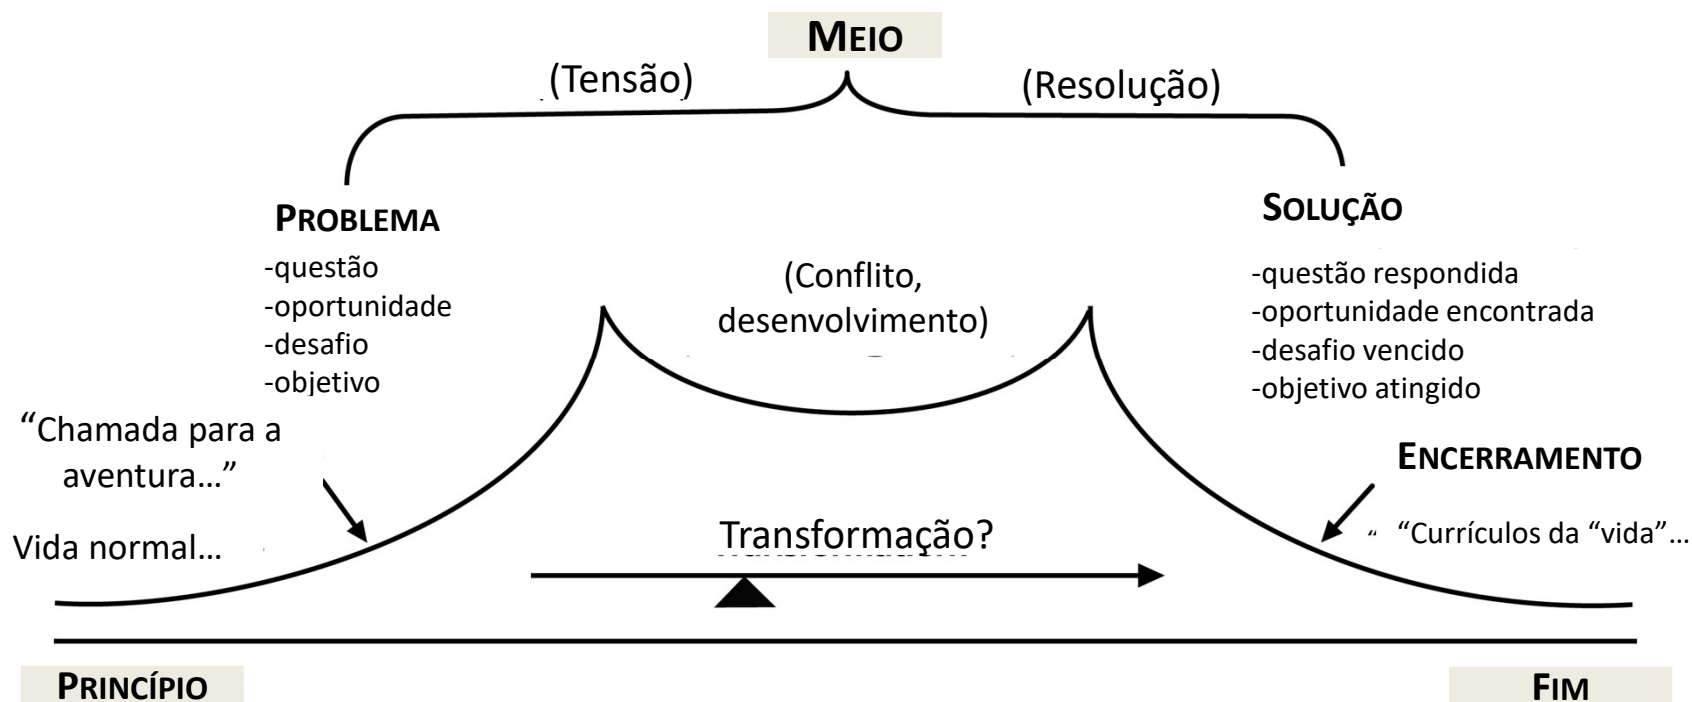 MEIO
(Tensão)
(Resolução)
PROBLEMA
-questão
-oportunidade
-desafio
-objetivo
SOLUÇÃO
-questão respondida
-oportunidade encontrada
-desafio vencido
-objetivo atingido
(Conflito,
desenvolvimento)
“Chamada para a
aventura…”
Vida normal…
Transformação?
ENCERRAMENTO
“ “Currículos da “vida”…
PRINCÍPIO
FIM